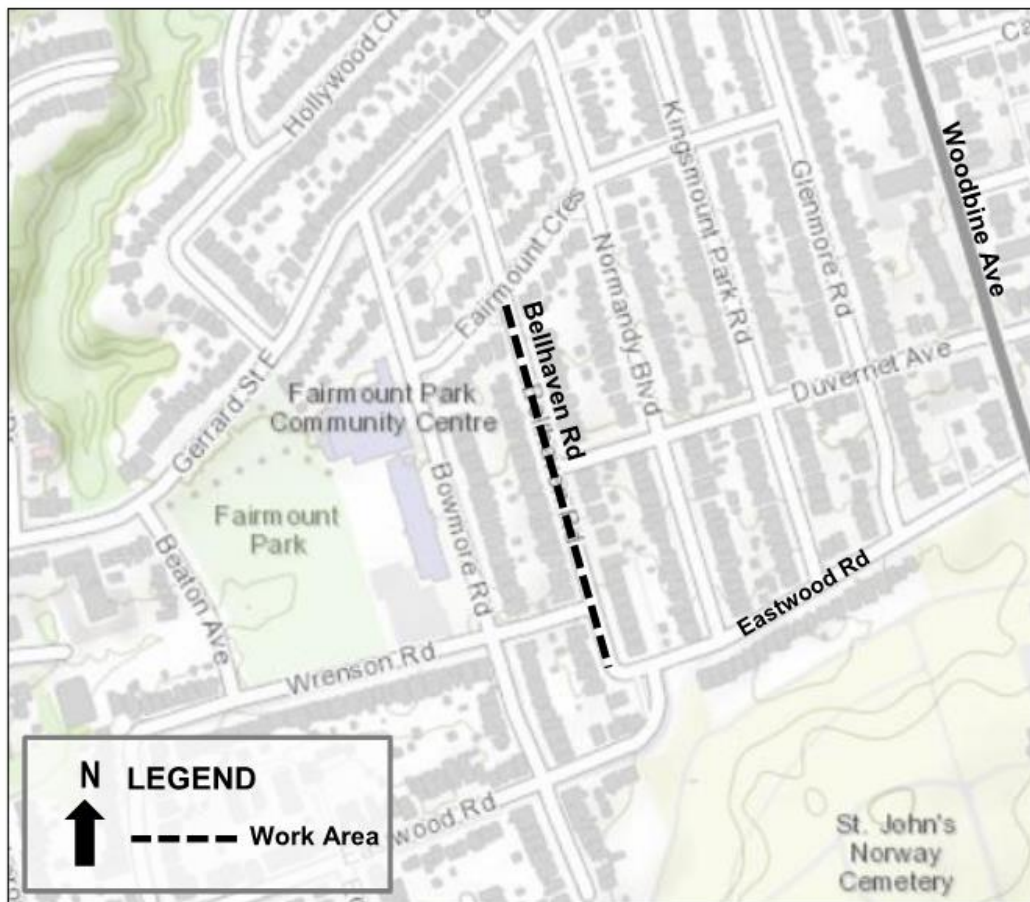 Hollywood Cre
Ca
Woodbine Ave
Kingsmount Park Rd
Glenmore Rd
Fairmount Cres
Normandy Blvd
Bellhaven Rd
Gerrard St E
Duvernet Ave
Fairmount Park
Community Centre
Bowmore Rd
Fairmount
Park
Beaton Ave
Eastwood Rd
Wrenson Rd
N LEGEND
Work Area
wood Rd
St. John's
Norway
Cemetery